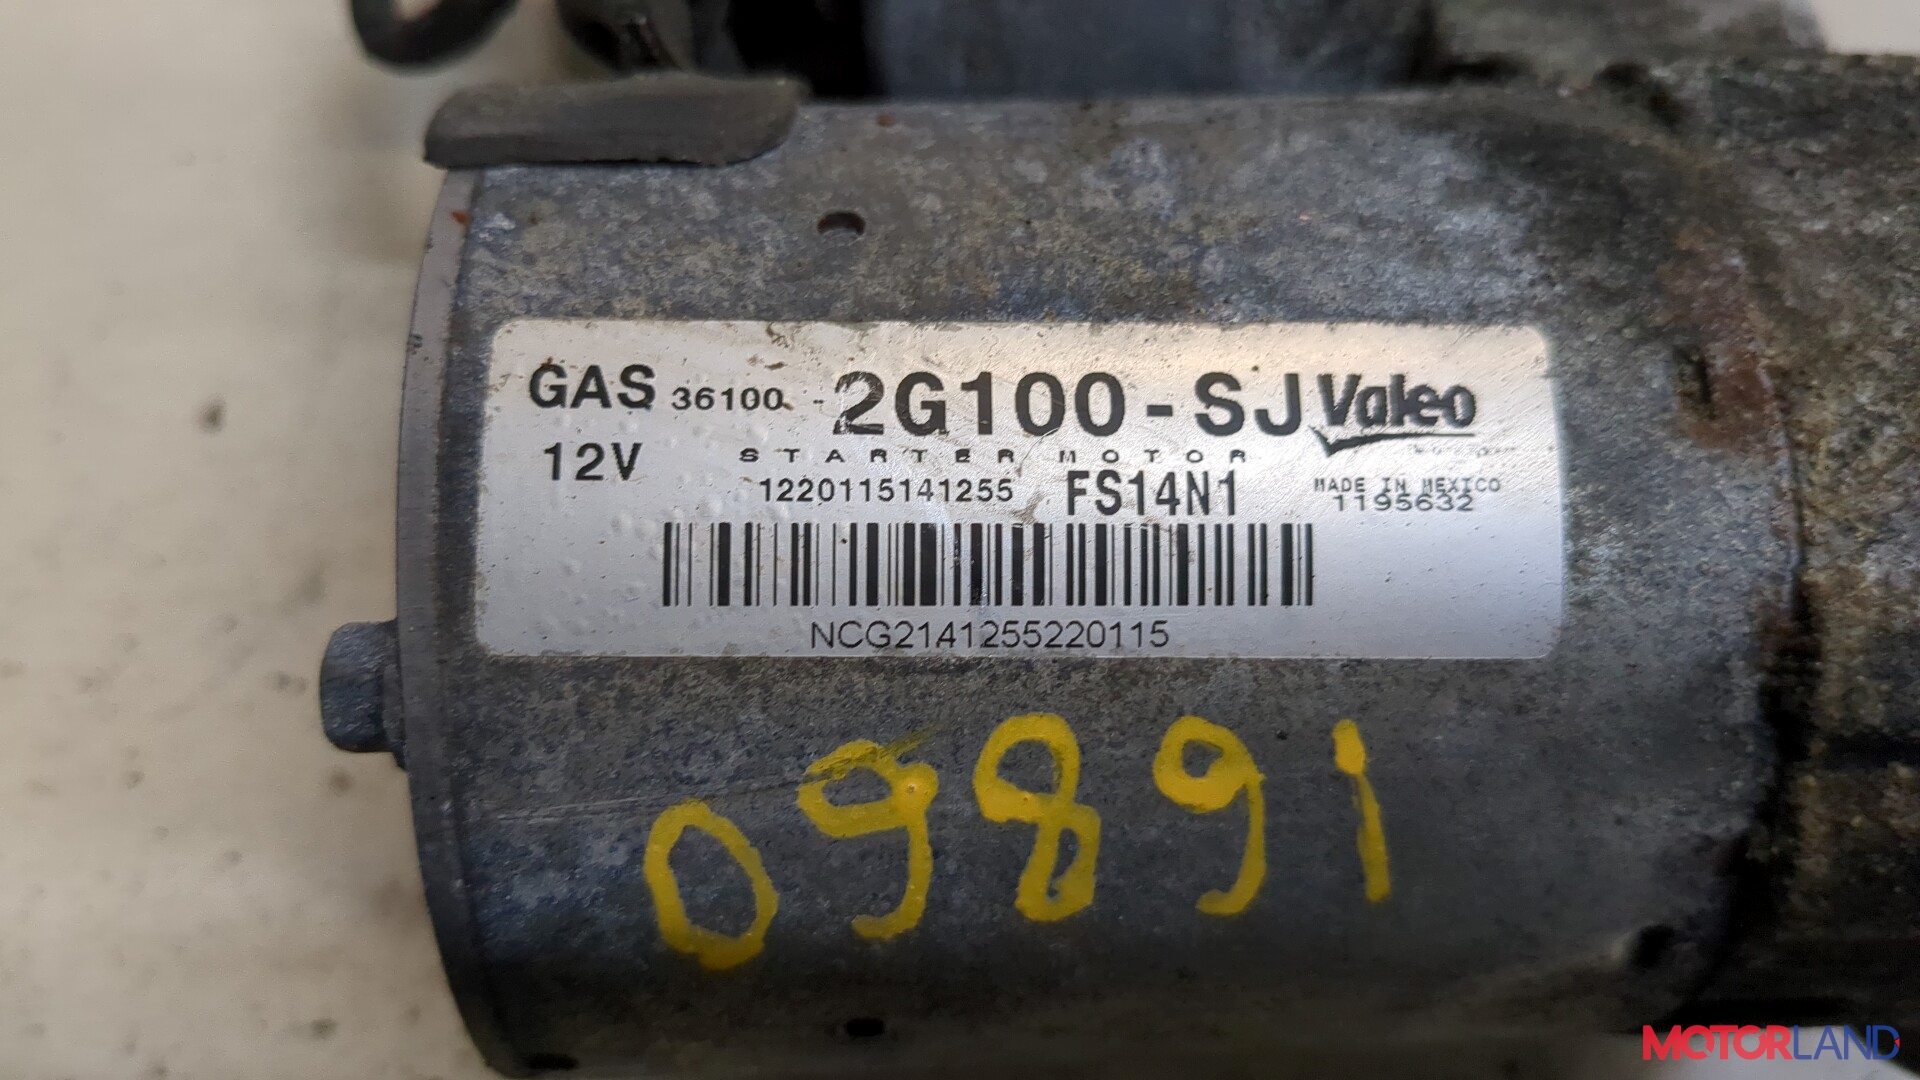 GAS 36100 - 2G100 - SJ Valeo
12V STARTER MOTOR
1220115141255 FS14N1 MADE IN MEXICO
1195632
NCG2141255220115
09891
MOTORLAND